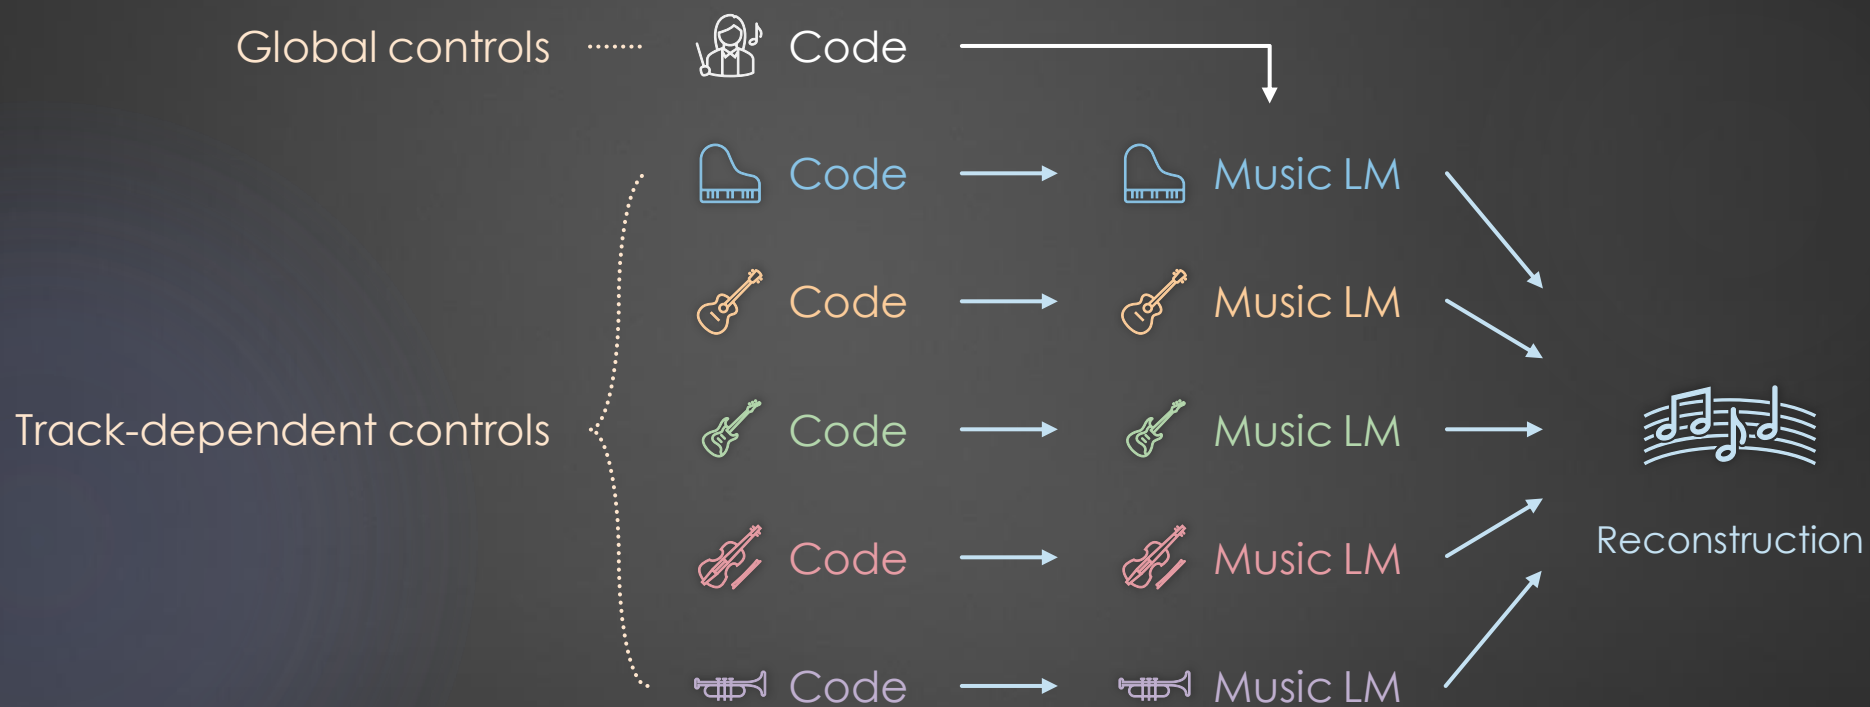 Global controls Code
Code Music LM
Code Music LM
Track-dependent controls Code Music LM
Code Music LM
Reconstruction
Code Music LM